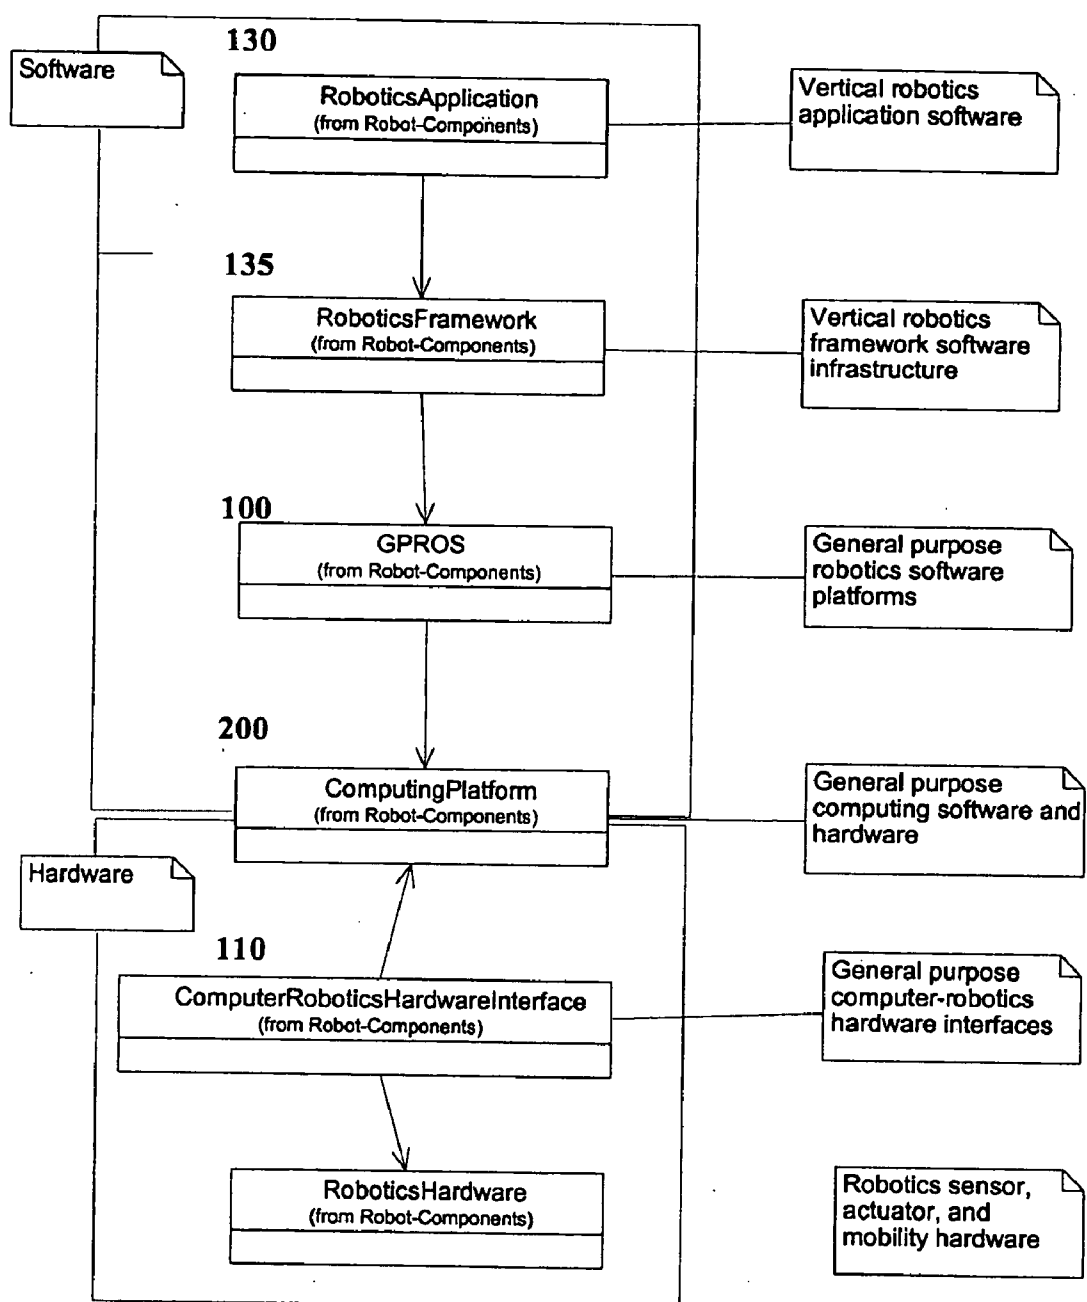 130
Software
RoboticsApplication
(from Robot-Components)
Vertical robotics
application software
135
RoboticsFramework
(from Robot-Components)
Vertical robotics
framework software
infrastructure
100
GPROS
(from Robot-Components)
General purpose
robotics software
platforms
200
ComputingPlatform
(from Robot-Components)
General purpose
computing software and
hardware
Hardware
110
ComputerRoboticsHardwareInterface
(from Robot-Components)
General purpose
computer-robotics
hardware interfaces
RoboticsHardware
(from Robot-Components)
Robotics sensor,
actuator, and
mobility hardware